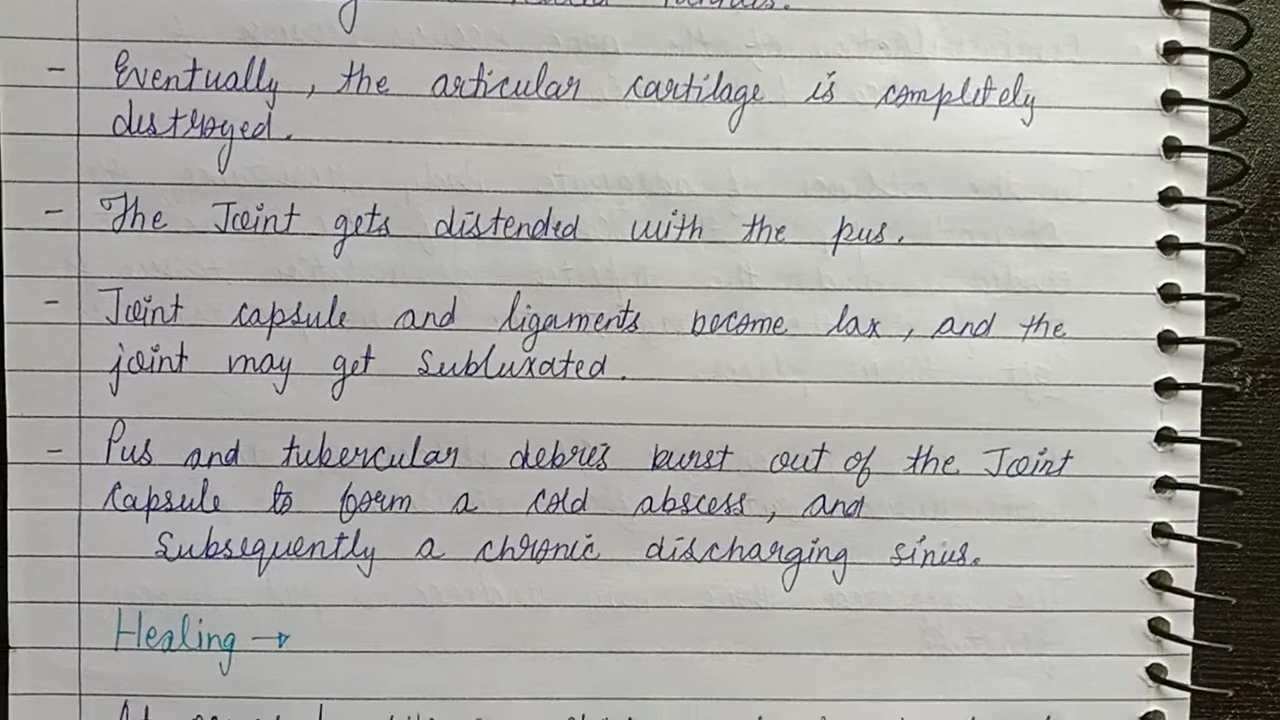 - Eventually, the articular cartilage is completely
destroyed.
- The Joint gets distended with the pus.
- Joint capsule and ligaments become lax, and the
joint may get Subluxated.
- Pus and tubercular debris burst out of the Joint
capsule to form a cold abscess, and
Subsequently a chronic discharging sinus.
Healing →